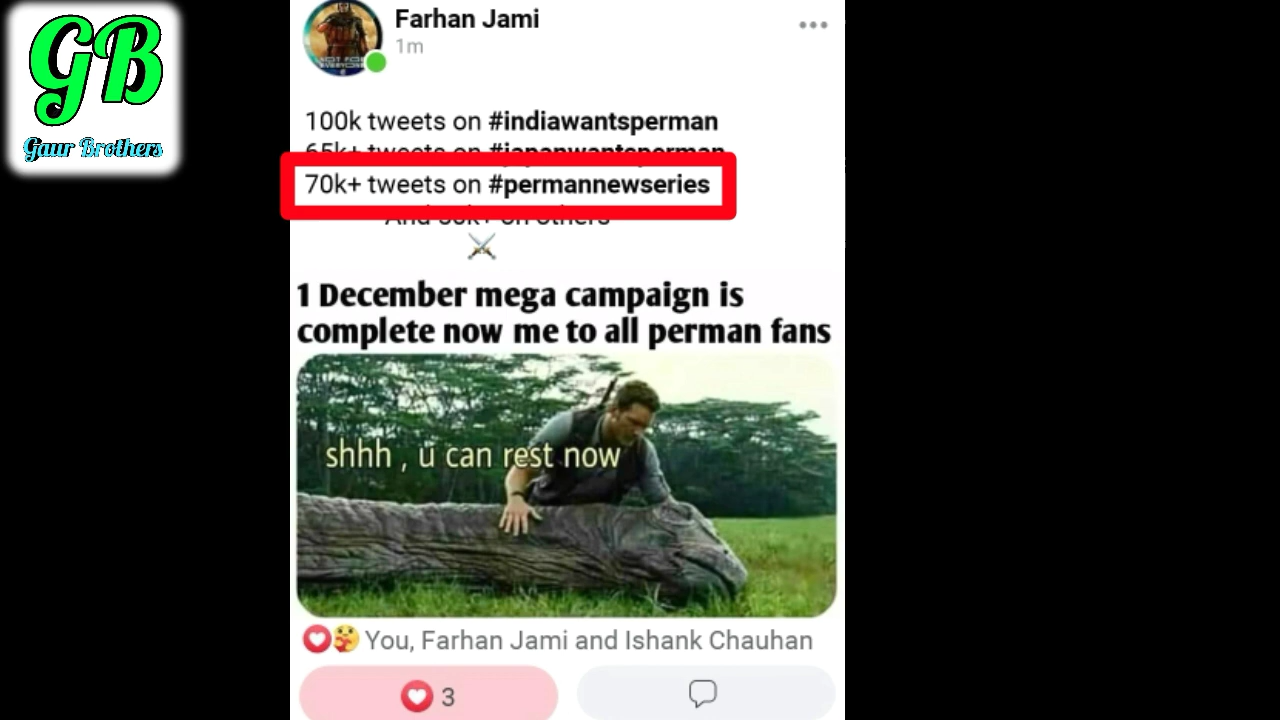 GB
Gaur Brothers
Farhan Jami
1m
100k tweets on #indiawantsperman
65k+ tweets on #japanwantsperman
70k+ tweets on #permannewseries
And on others
1 December mega campaign is
complete now me to all perman fans
shhh , u can rest now
You, Farhan Jami and Ishank Chauhan
3